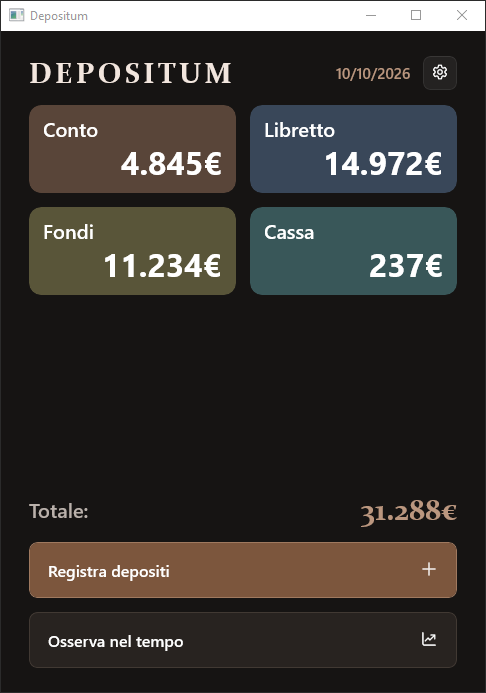 Depositum
DEPOSITUM
10/10/2026
Conto
4.845€
Libretto
14.972€
Fondi
11.234€
Cassa
237€
Totale:
31.288€
Registra depositi
Osserva nel tempo